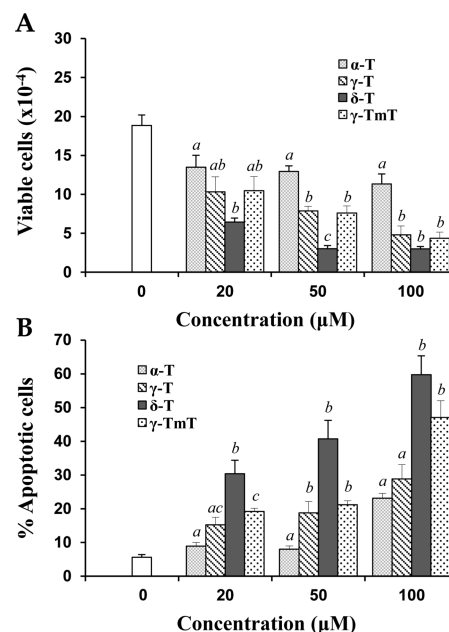 A
Viable cells (x10-4)
30
25
20
15
10
5
0
α-T
γ-T
δ-T
γ-TmT
a
ab
b
ab
a
b
c
b
a
b
b
b
0
20
50
100
Concentration (μM)
B
% Apoptotic cells
70
60
50
40
30
20
10
0
α-T
γ-T
δ-T
γ-TmT
a
ac
b
c
a
b
b
b
a
a
b
b
0
20
50
100
Concentration (μM)